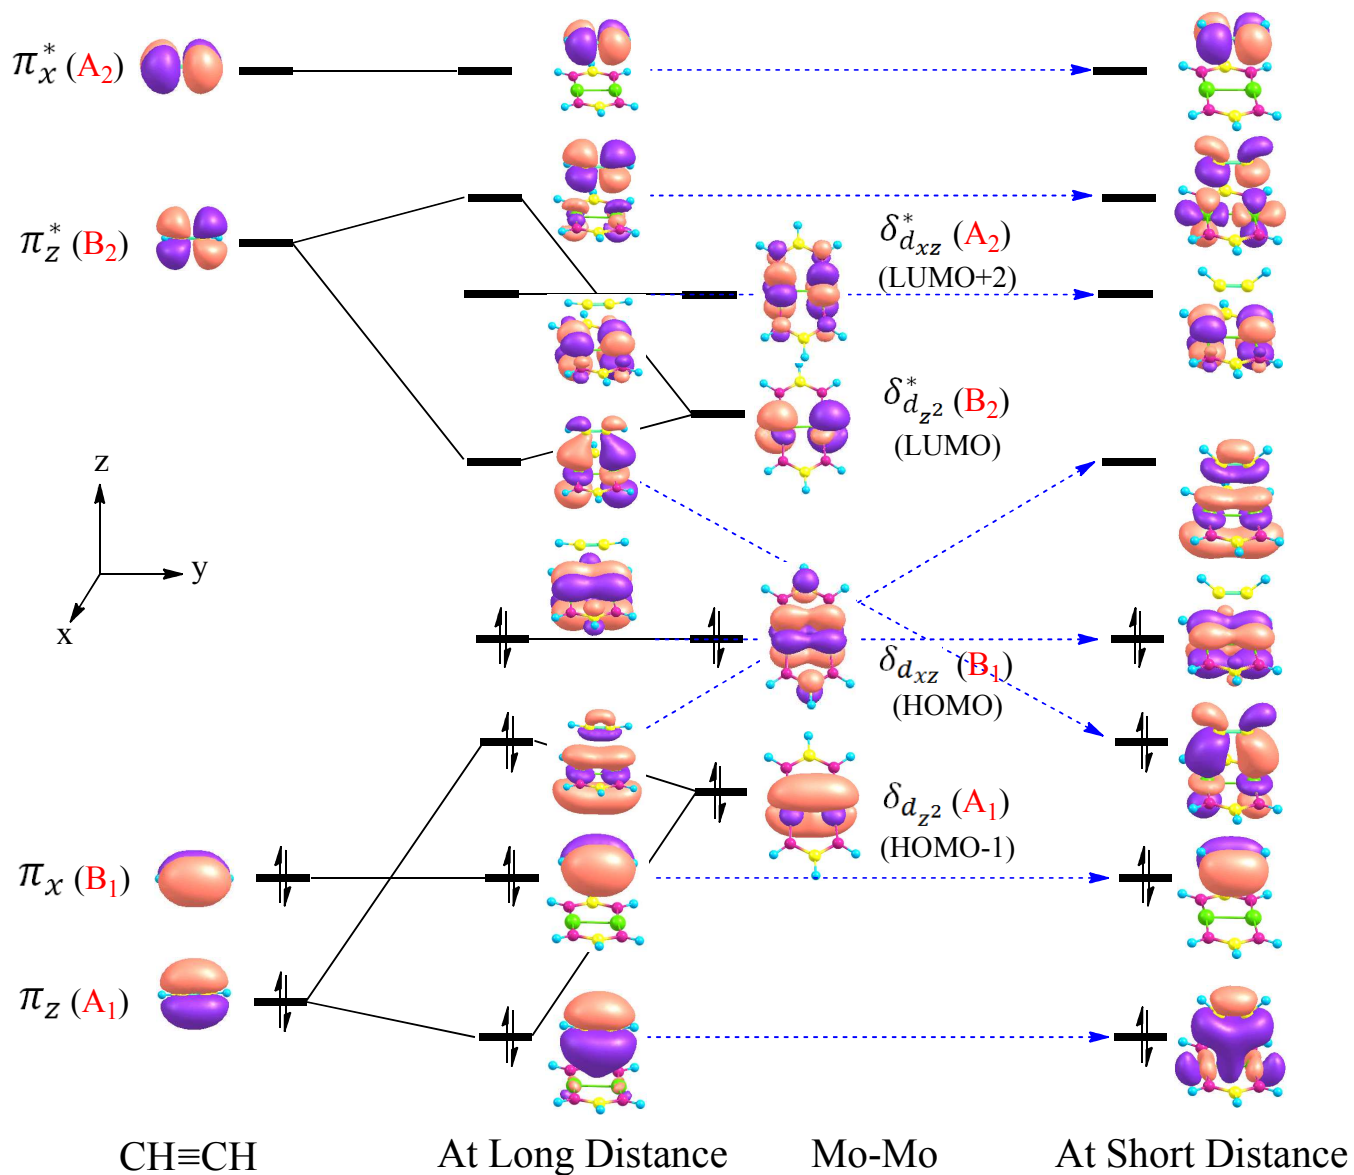 π*x (A2)
π*z (B2)
δ*dxz (A2)
(LUMO+2)
δ*dz2 (B2)
(LUMO)
z
y
x
δdxz (B1)
(HOMO)
δdz2 (A1)
(HOMO-1)
πx (B1)
πz (A1)
CH≡CH At Long Distance Mo-Mo At Short Distance